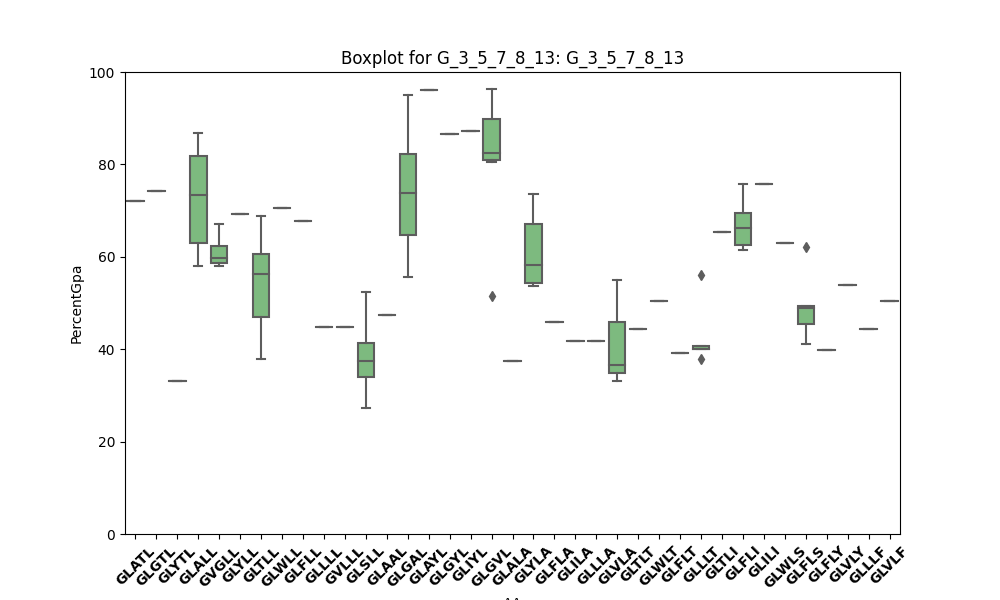 Boxplot for G_3_5_7_8_13: G_3_5_7_8_13
PercentGpa
100
80
60
40
20
0
GLATL
GLGTL
GLYTL
GLALL
GVGLL
GLYLL
GLTLL
GLWLL
GLFLL
GLLLL
GVLLL
GLSLL
GLAAL
GLGAL
GLAYL
GLGYL
GLIYL
GLGVL
GLALA
GLYLA
GLFLA
GLILA
GLLLA
GLVLA
GLTLT
GLWLT
GLFLT
GLLLT
GLTLI
GLFLI
GLILI
GLWLS
GLFLS
GLFLY
GLVLY
GLLLF
GLVLF